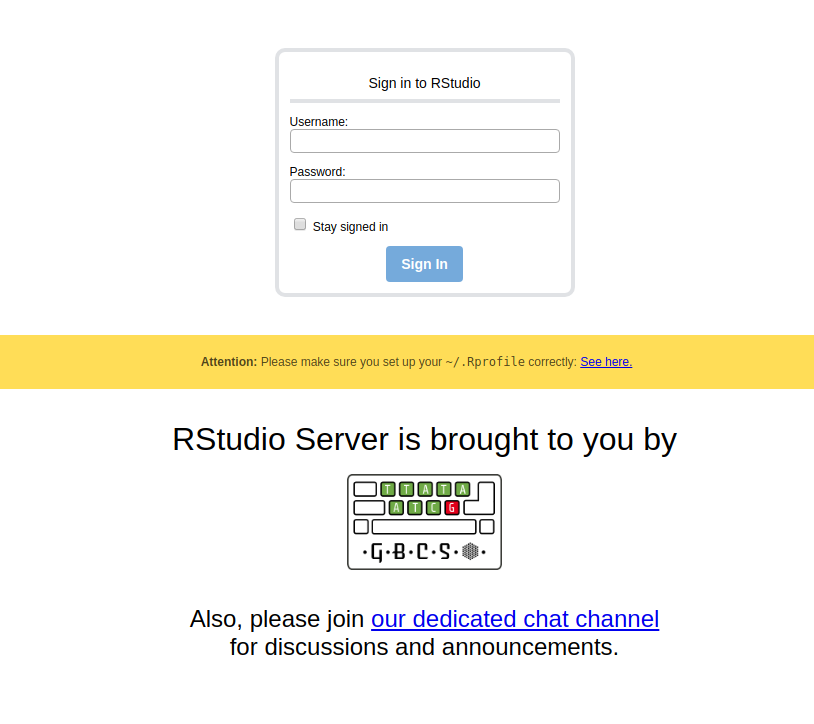 Sign in to RStudio
Username:
Password:
Stay signed in
Sign In
Attention: Please make sure you set up your ~/.Rprofile correctly: See here.
RStudio Server is brought to you by
TTATA
ATCG
·G·B·C·S·
Also, please join our dedicated chat channel
for discussions and announcements.